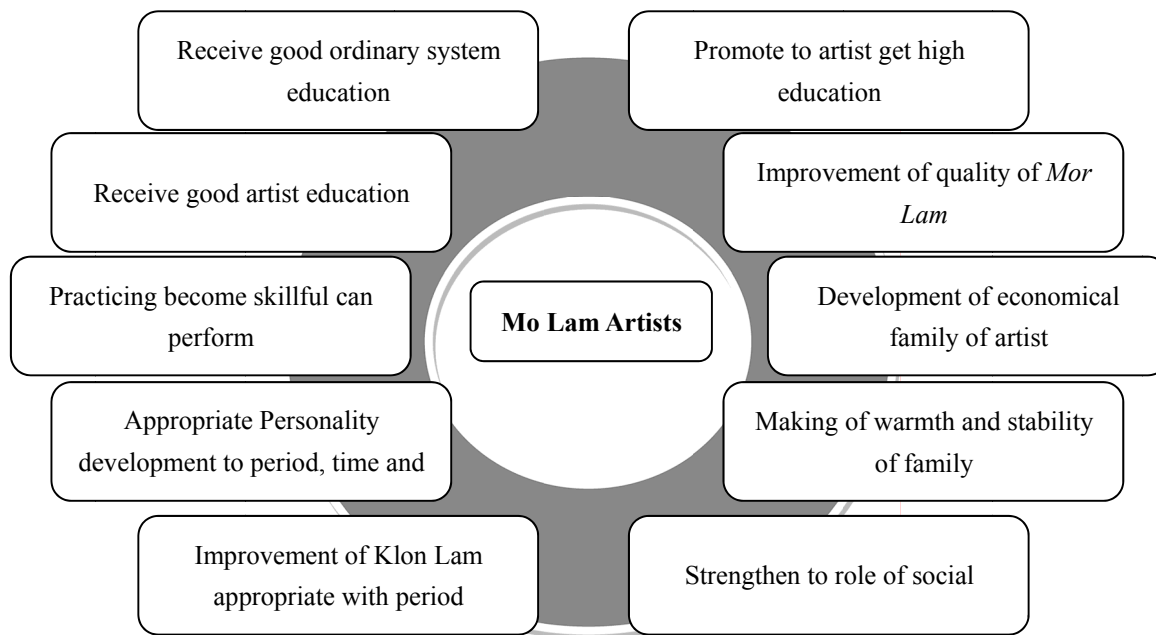 Receive good ordinary system
education
Promote to artist get high
education
Receive good artist education
Improvement of quality of Mor
Lam
Practicing become skillful can
perform
Mo Lam Artists
Development of economical
family of artist
Appropriate Personality
development to period, time and
Making of warmth and stability
of family
Improvement of Klon Lam
appropriate with period
Strengthen to role of social